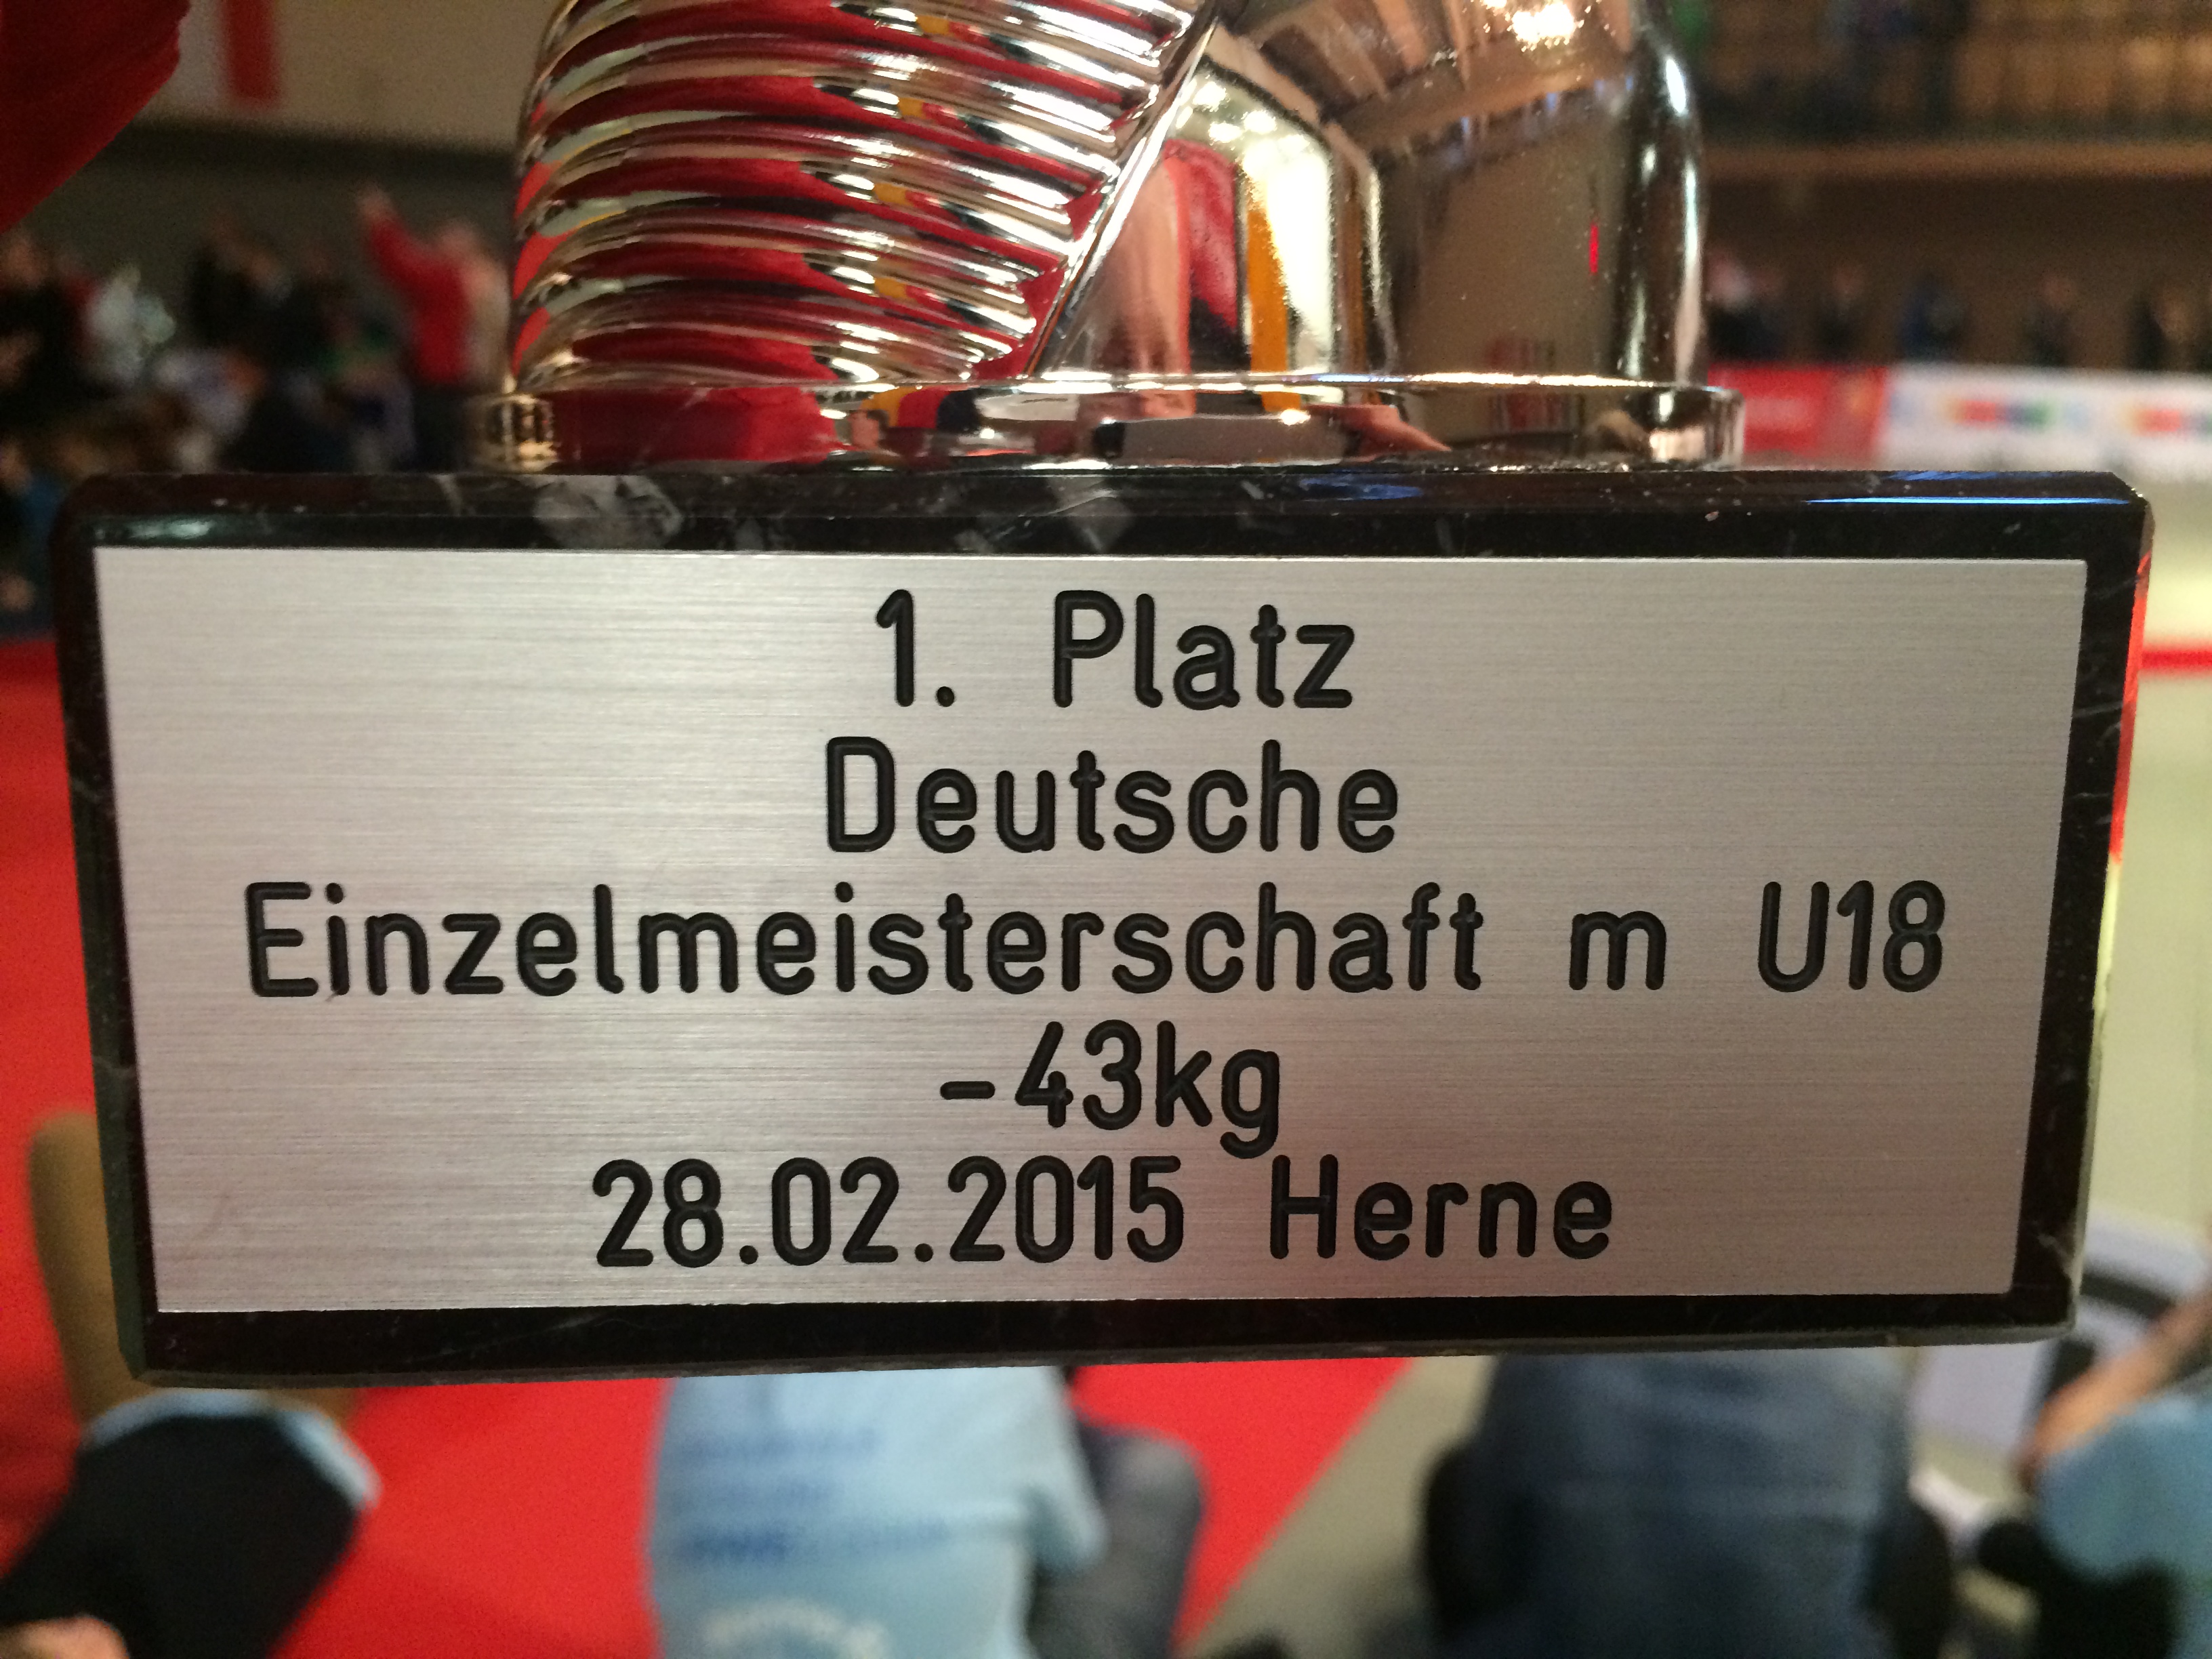 1. Platz
Deutsche
Einzelmeisterschaft m U18
-43kg
28.02.2015 Herne